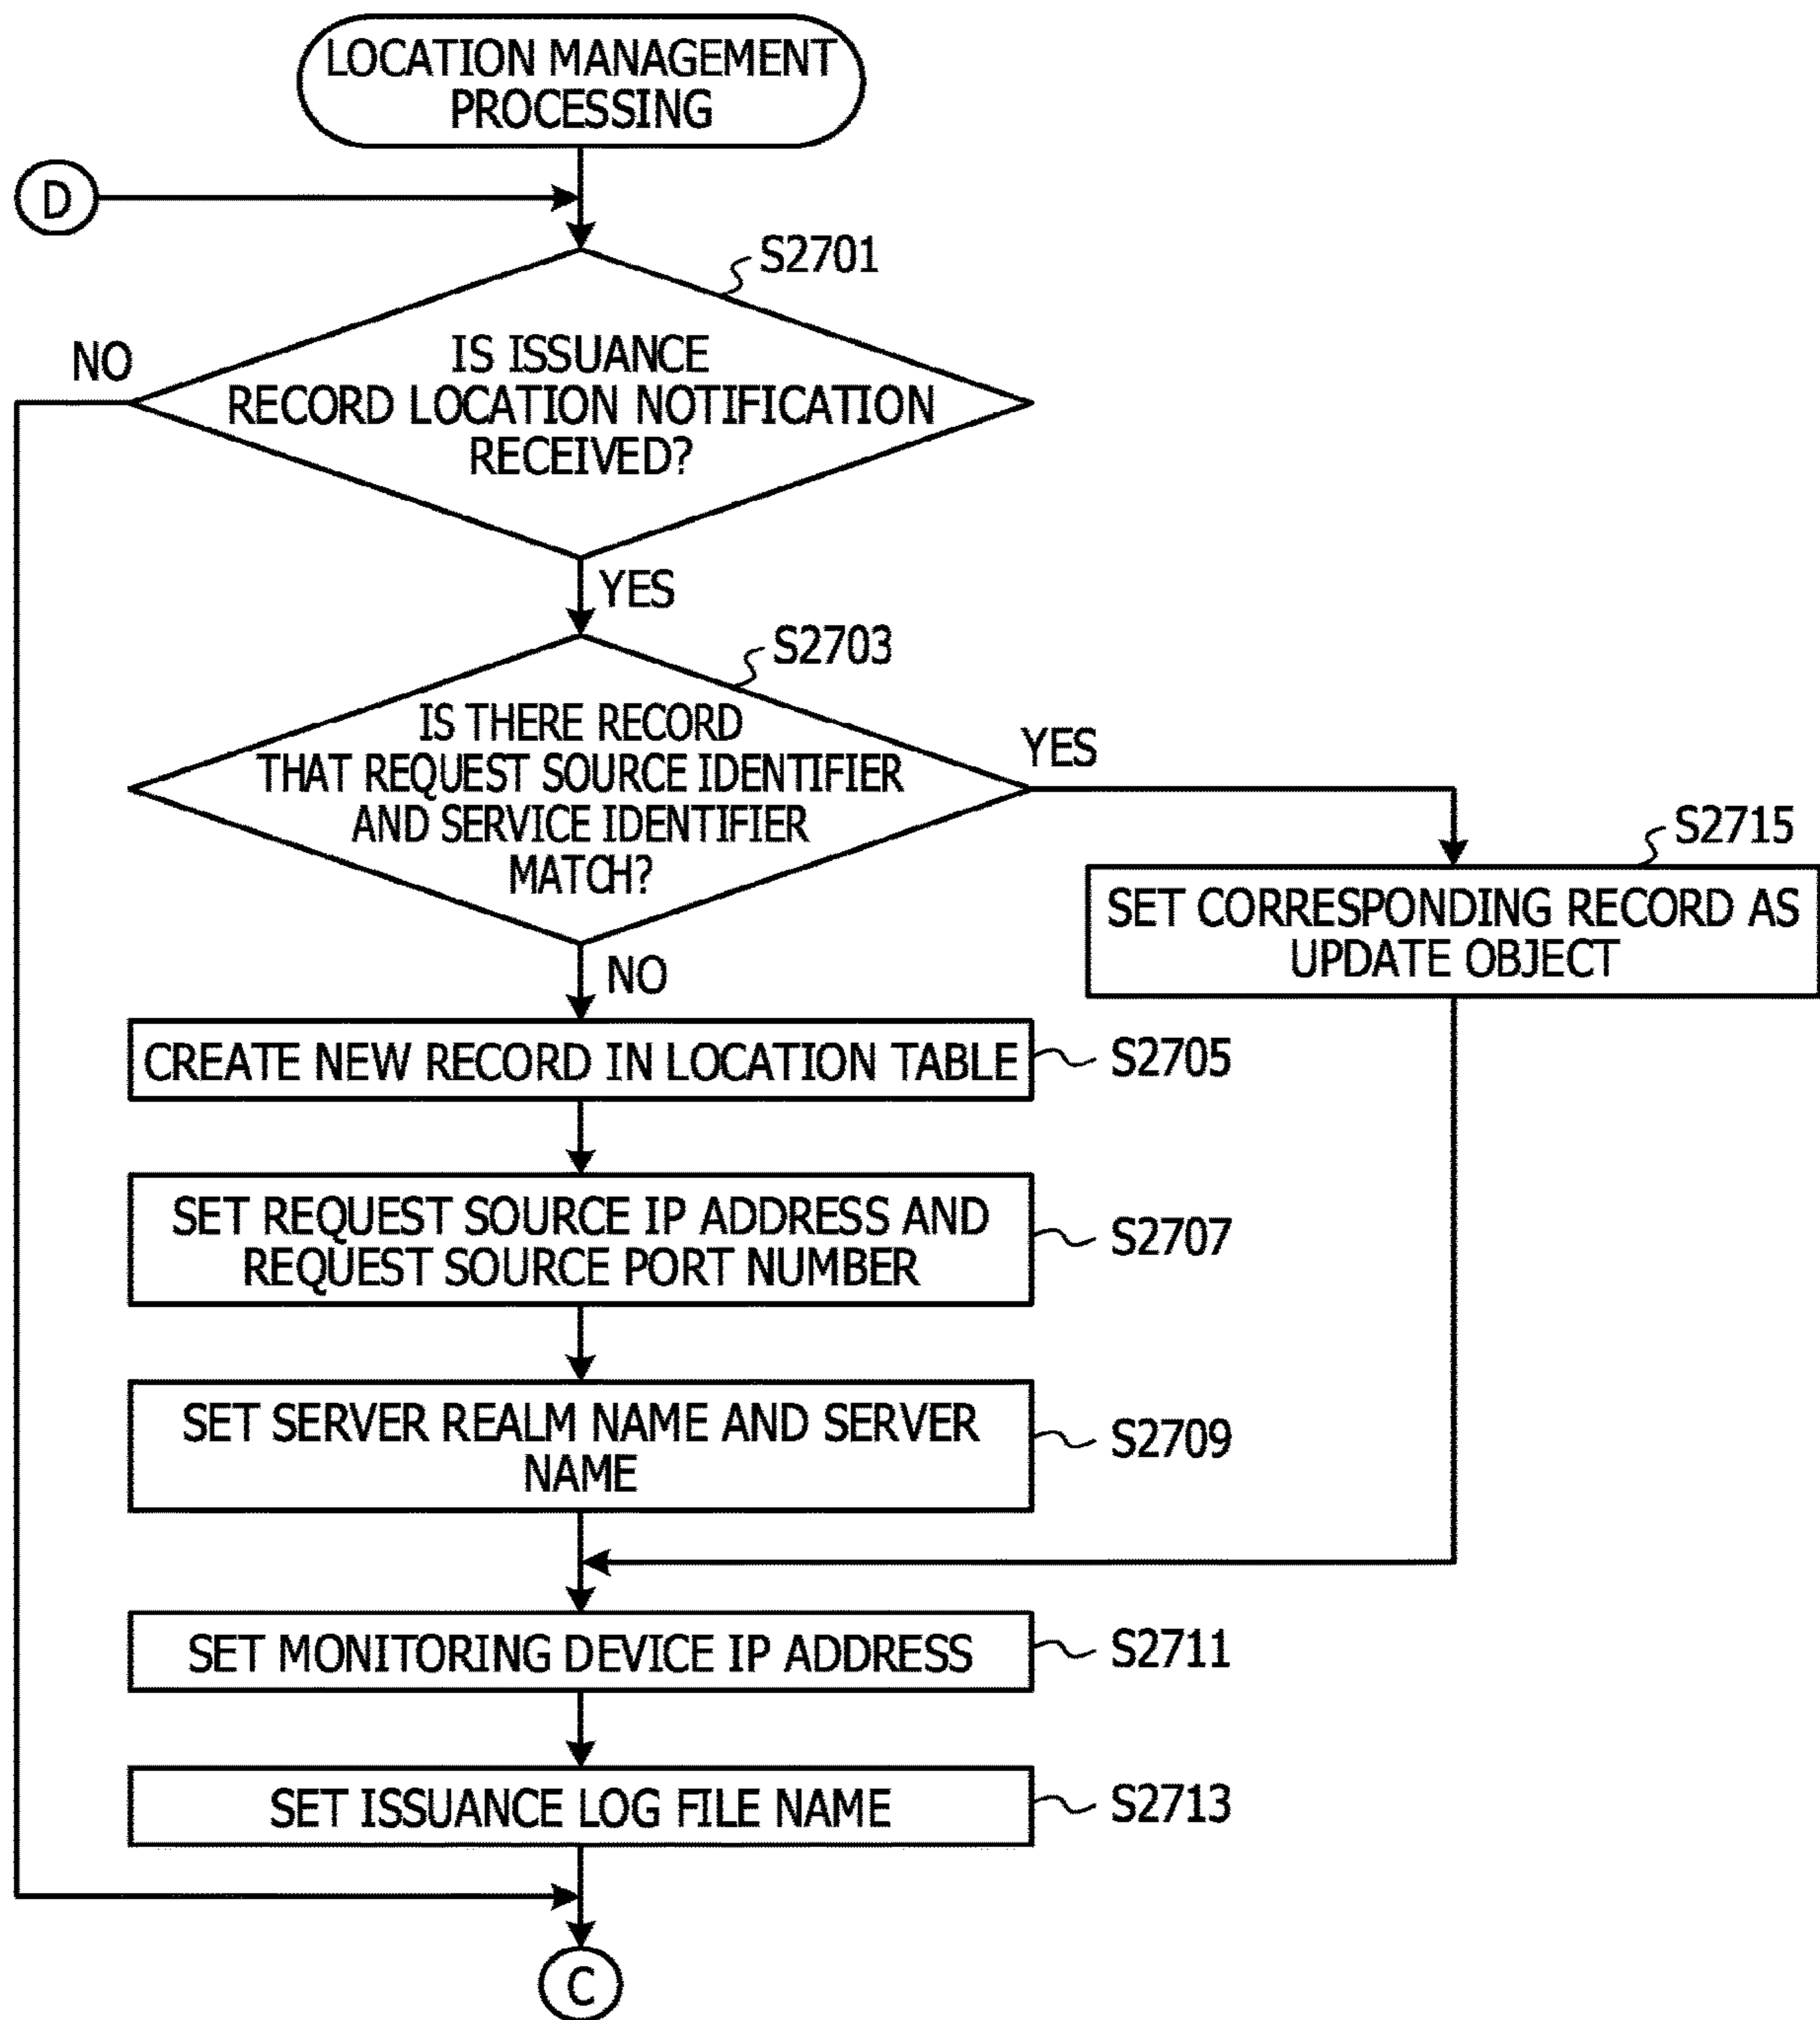 LOCATION MANAGEMENT
PROCESSING
D
S2701
NO
IS ISSUANCE
RECORD LOCATION NOTIFICATION
RECEIVED?
YES
S2703
IS THERE RECORD
THAT REQUEST SOURCE IDENTIFIER
AND SERVICE IDENTIFIER
MATCH?
YES
S2715
SET CORRESPONDING RECORD AS
UPDATE OBJECT
NO
CREATE NEW RECORD IN LOCATION TABLE
S2705
SET REQUEST SOURCE IP ADDRESS AND
REQUEST SOURCE PORT NUMBER
S2707
SET SERVER REALM NAME AND SERVER
NAME
S2709
SET MONITORING DEVICE IP ADDRESS
S2711
SET ISSUANCE LOG FILE NAME
S2713
C